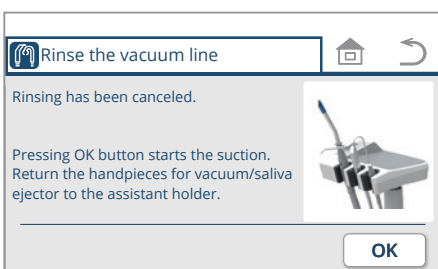 Rinse the vacuum line
Rinsing has been canceled.
Pressing OK button starts the suction.
Return the handpieces for vacuum/saliva
ejector to the assistant holder.
OK